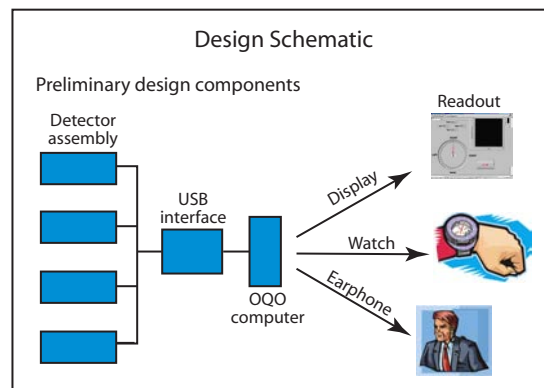 Design Schematic
Preliminary design components
Readout
Detector
assembly
USB
interface
Display
Watch
Earphone
OQO
computer